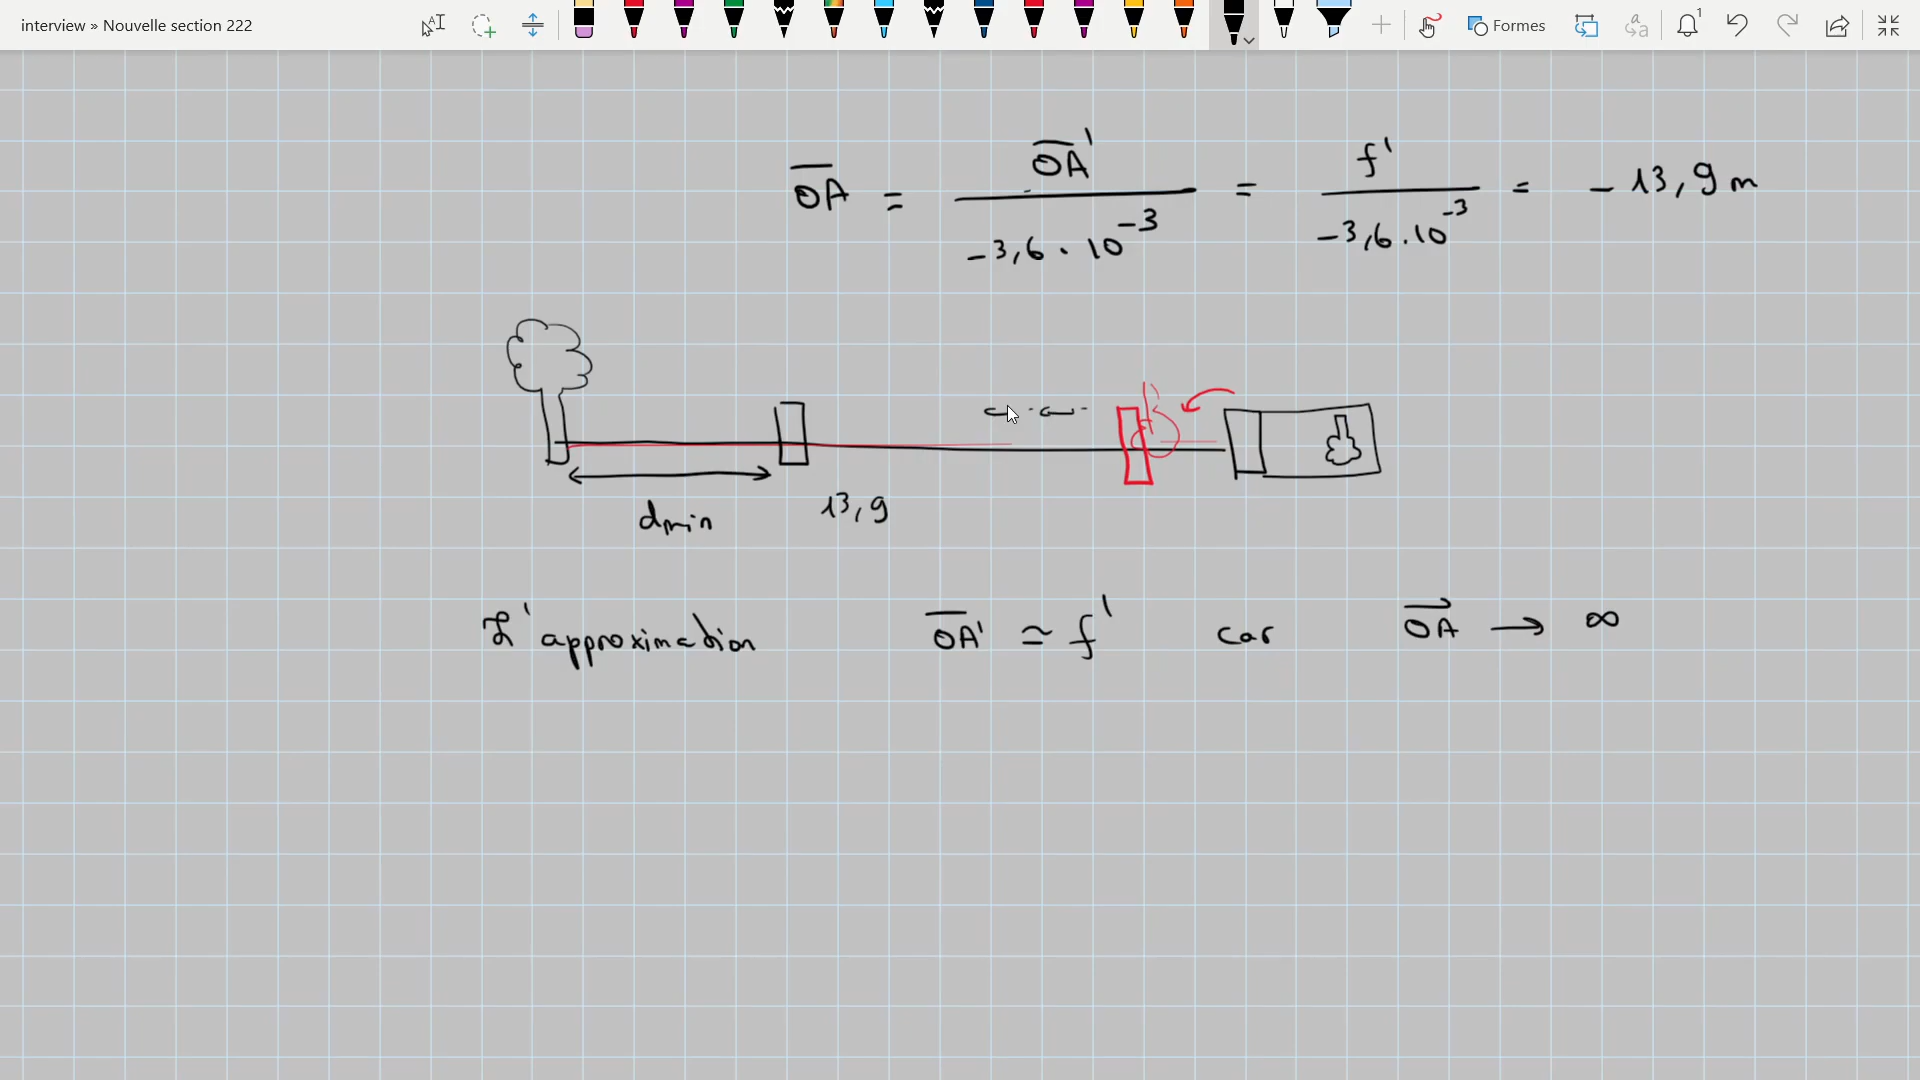 interview » Nouvelle section 222
Formes
1
OA = OA' / -3,6 · 10^-3 = f' / -3,6 . 10^-3 = - 13,9 m
dmin
13,9
L'approximation OA' ≃ f' car OA → ∞